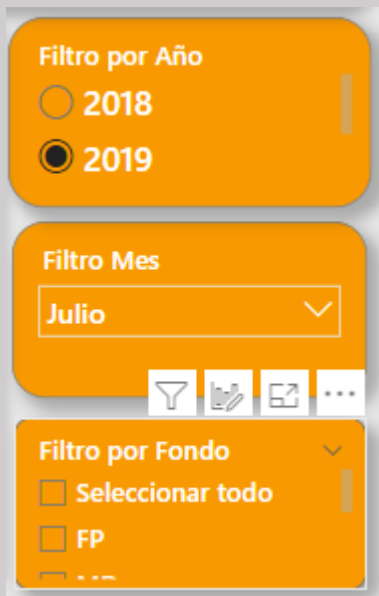 Filtro por Año
2018
2019
Filtro Mes
Julio
Filtro por Fondo
Seleccionar todo
FP